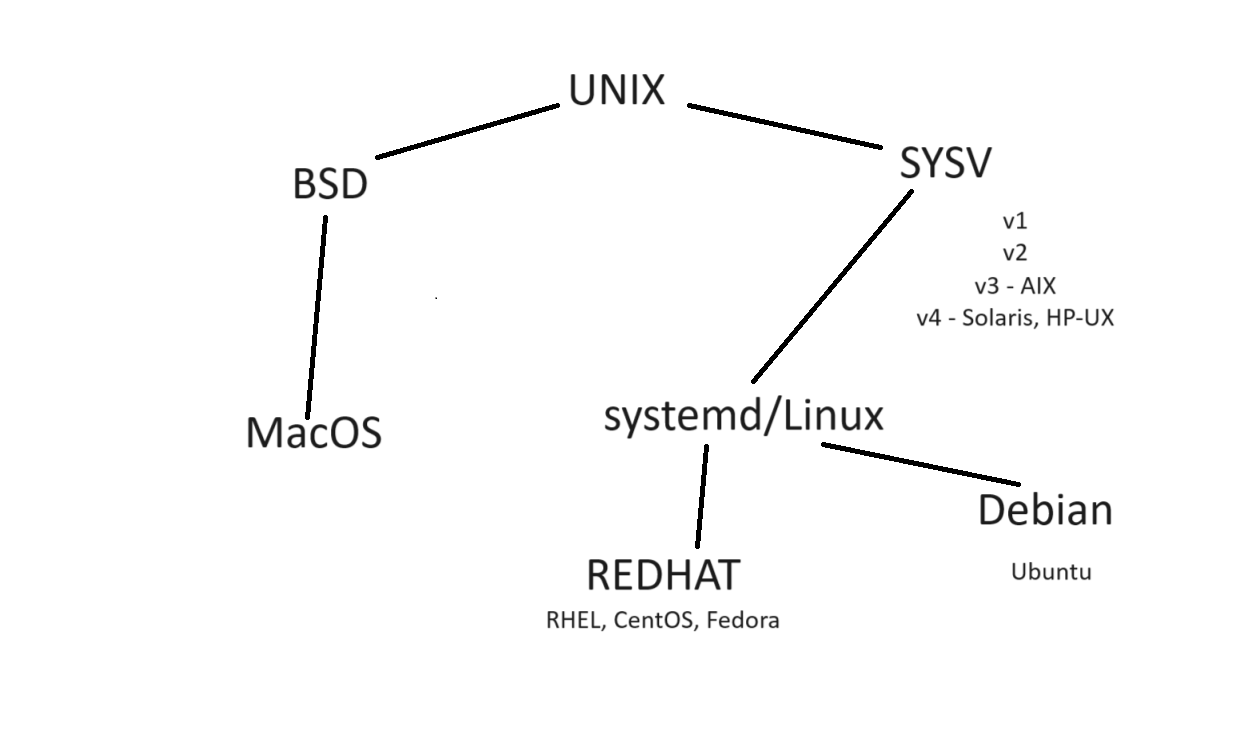 UNIX
BSD
SYSV
v1
v2
v3 - AIX
v4 - Solaris, HP-UX
MacOS
systemd/Linux
Debian
Ubuntu
REDHAT
RHEL, CentOS, Fedora